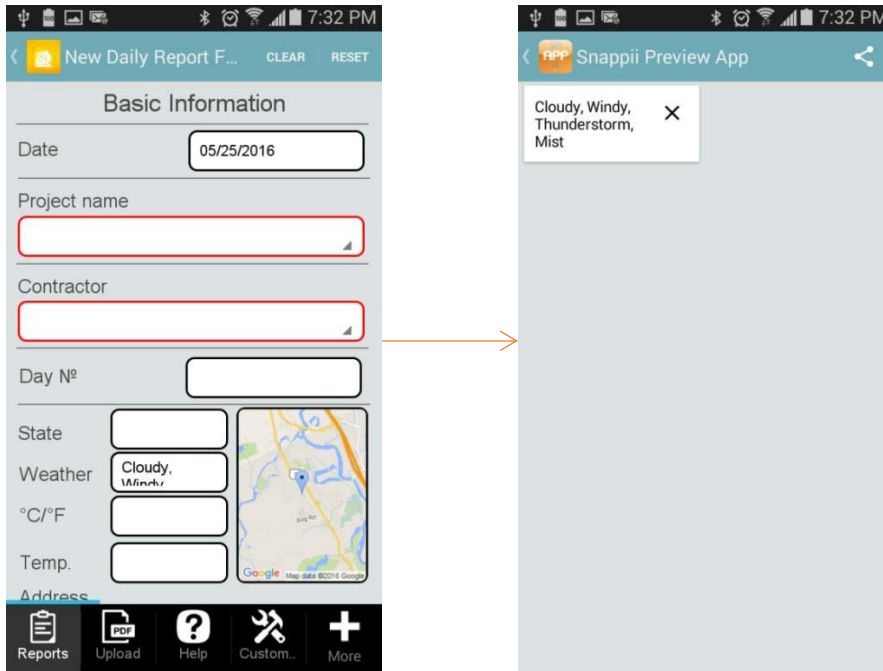 7:32 PM
New Daily Report F...
CLEAR
RESET
Basic Information
Date
05/25/2016
Project name
Contractor
Day Nº
State
Weather
Cloudy,
Windy
°C/°F
Temp.
Address
Google
Map data ©2016 Google
Reports
PDF
Upload
?
Help
Custom..
More
7:32 PM
APP
Snappii Preview App
Cloudy, Windy,
Thunderstorm,
Mist